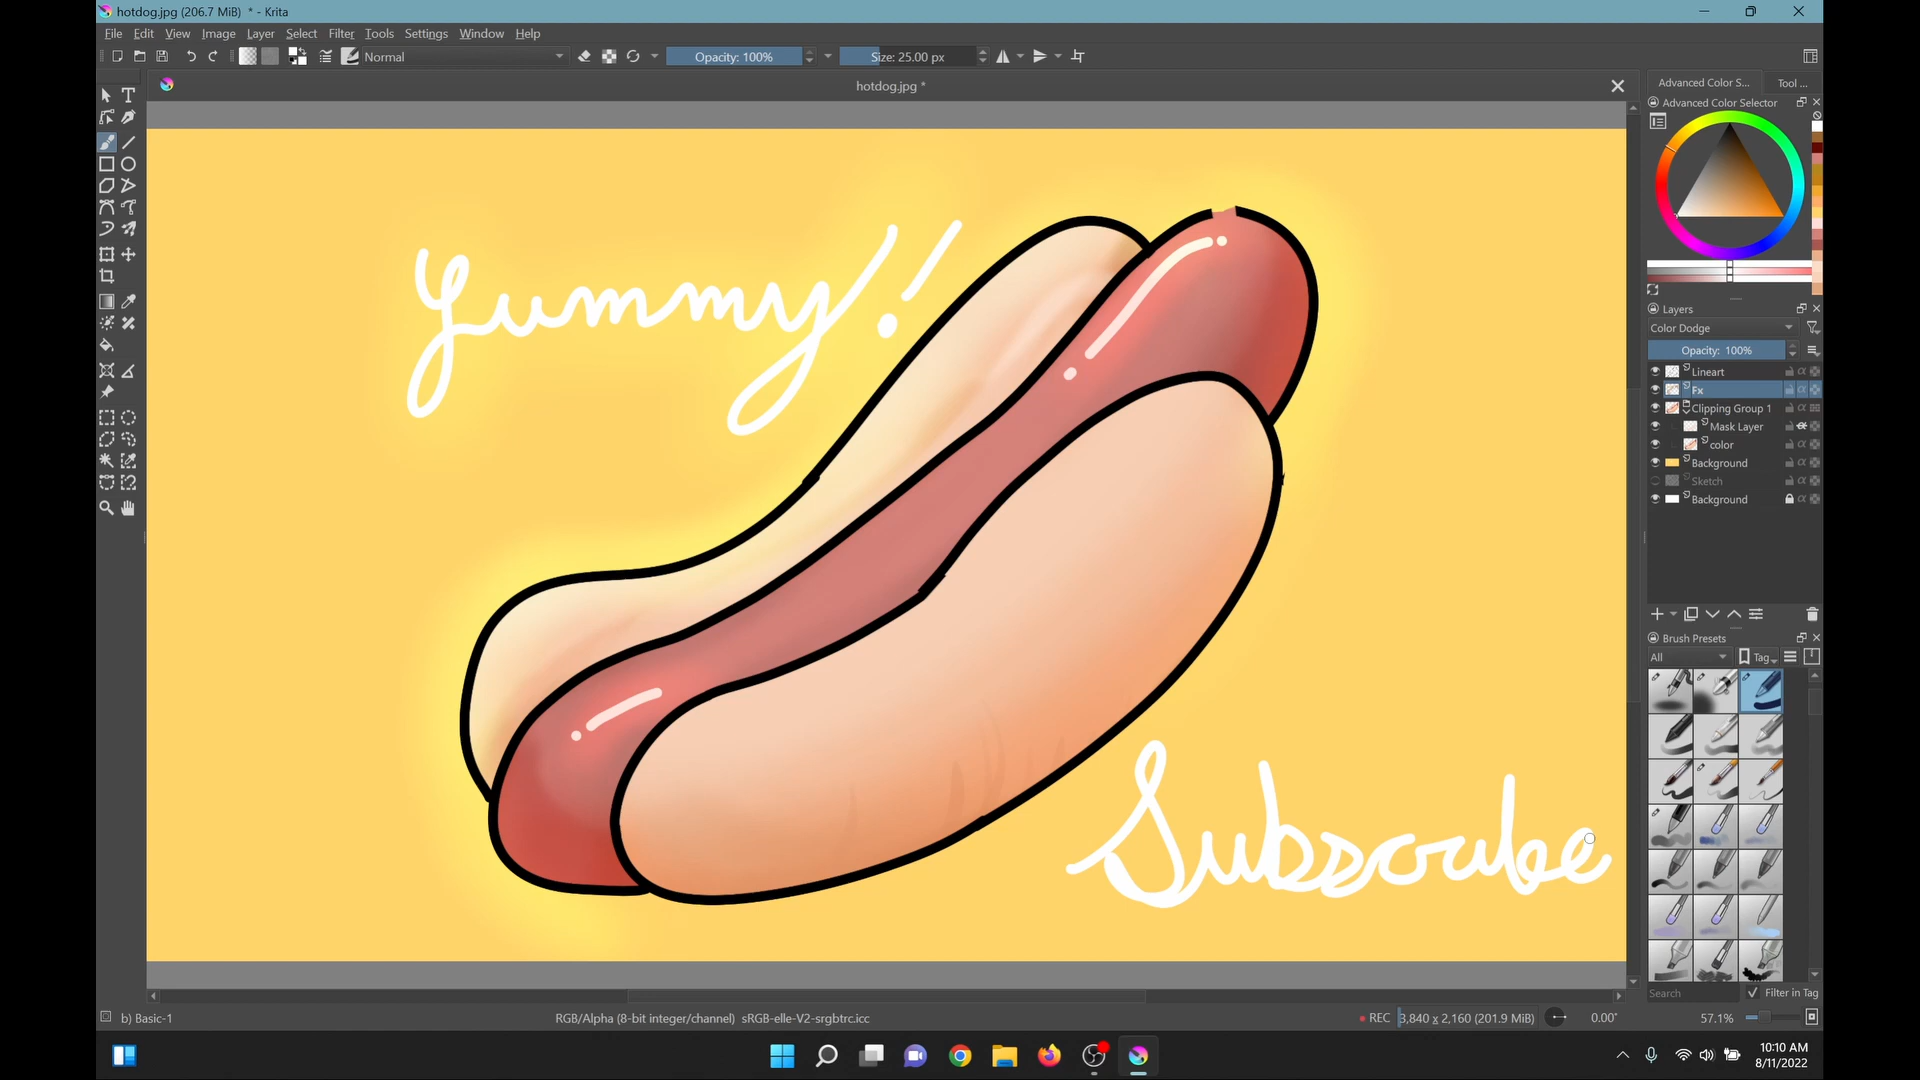 hotdog.jpg (206.7 MiB) * - Krita
File Edit View Image Layer Select Filter Tools Settings Window Help
Normal Opacity: 100% Size: 25.00 px
hotdog.jpg *
Advanced Color S... Tool ...
Advanced Color Selector
Yummy!
Subscribe
Layers
Color Dodge
Opacity: 100%
Lineart
Fx
Clipping Group 1
Mask Layer
color
Background
Sketch
Background
Brush Presets
All Tag
Search Filter in Tag
b) Basic-1 RGB/Alpha (8-bit integer/channel) sRGB-elle-V2-srgbtrc.icc REC 3,840 x 2,160 (201.9 MiB) 0.00° 57.1%
10:10 AM
8/11/2022